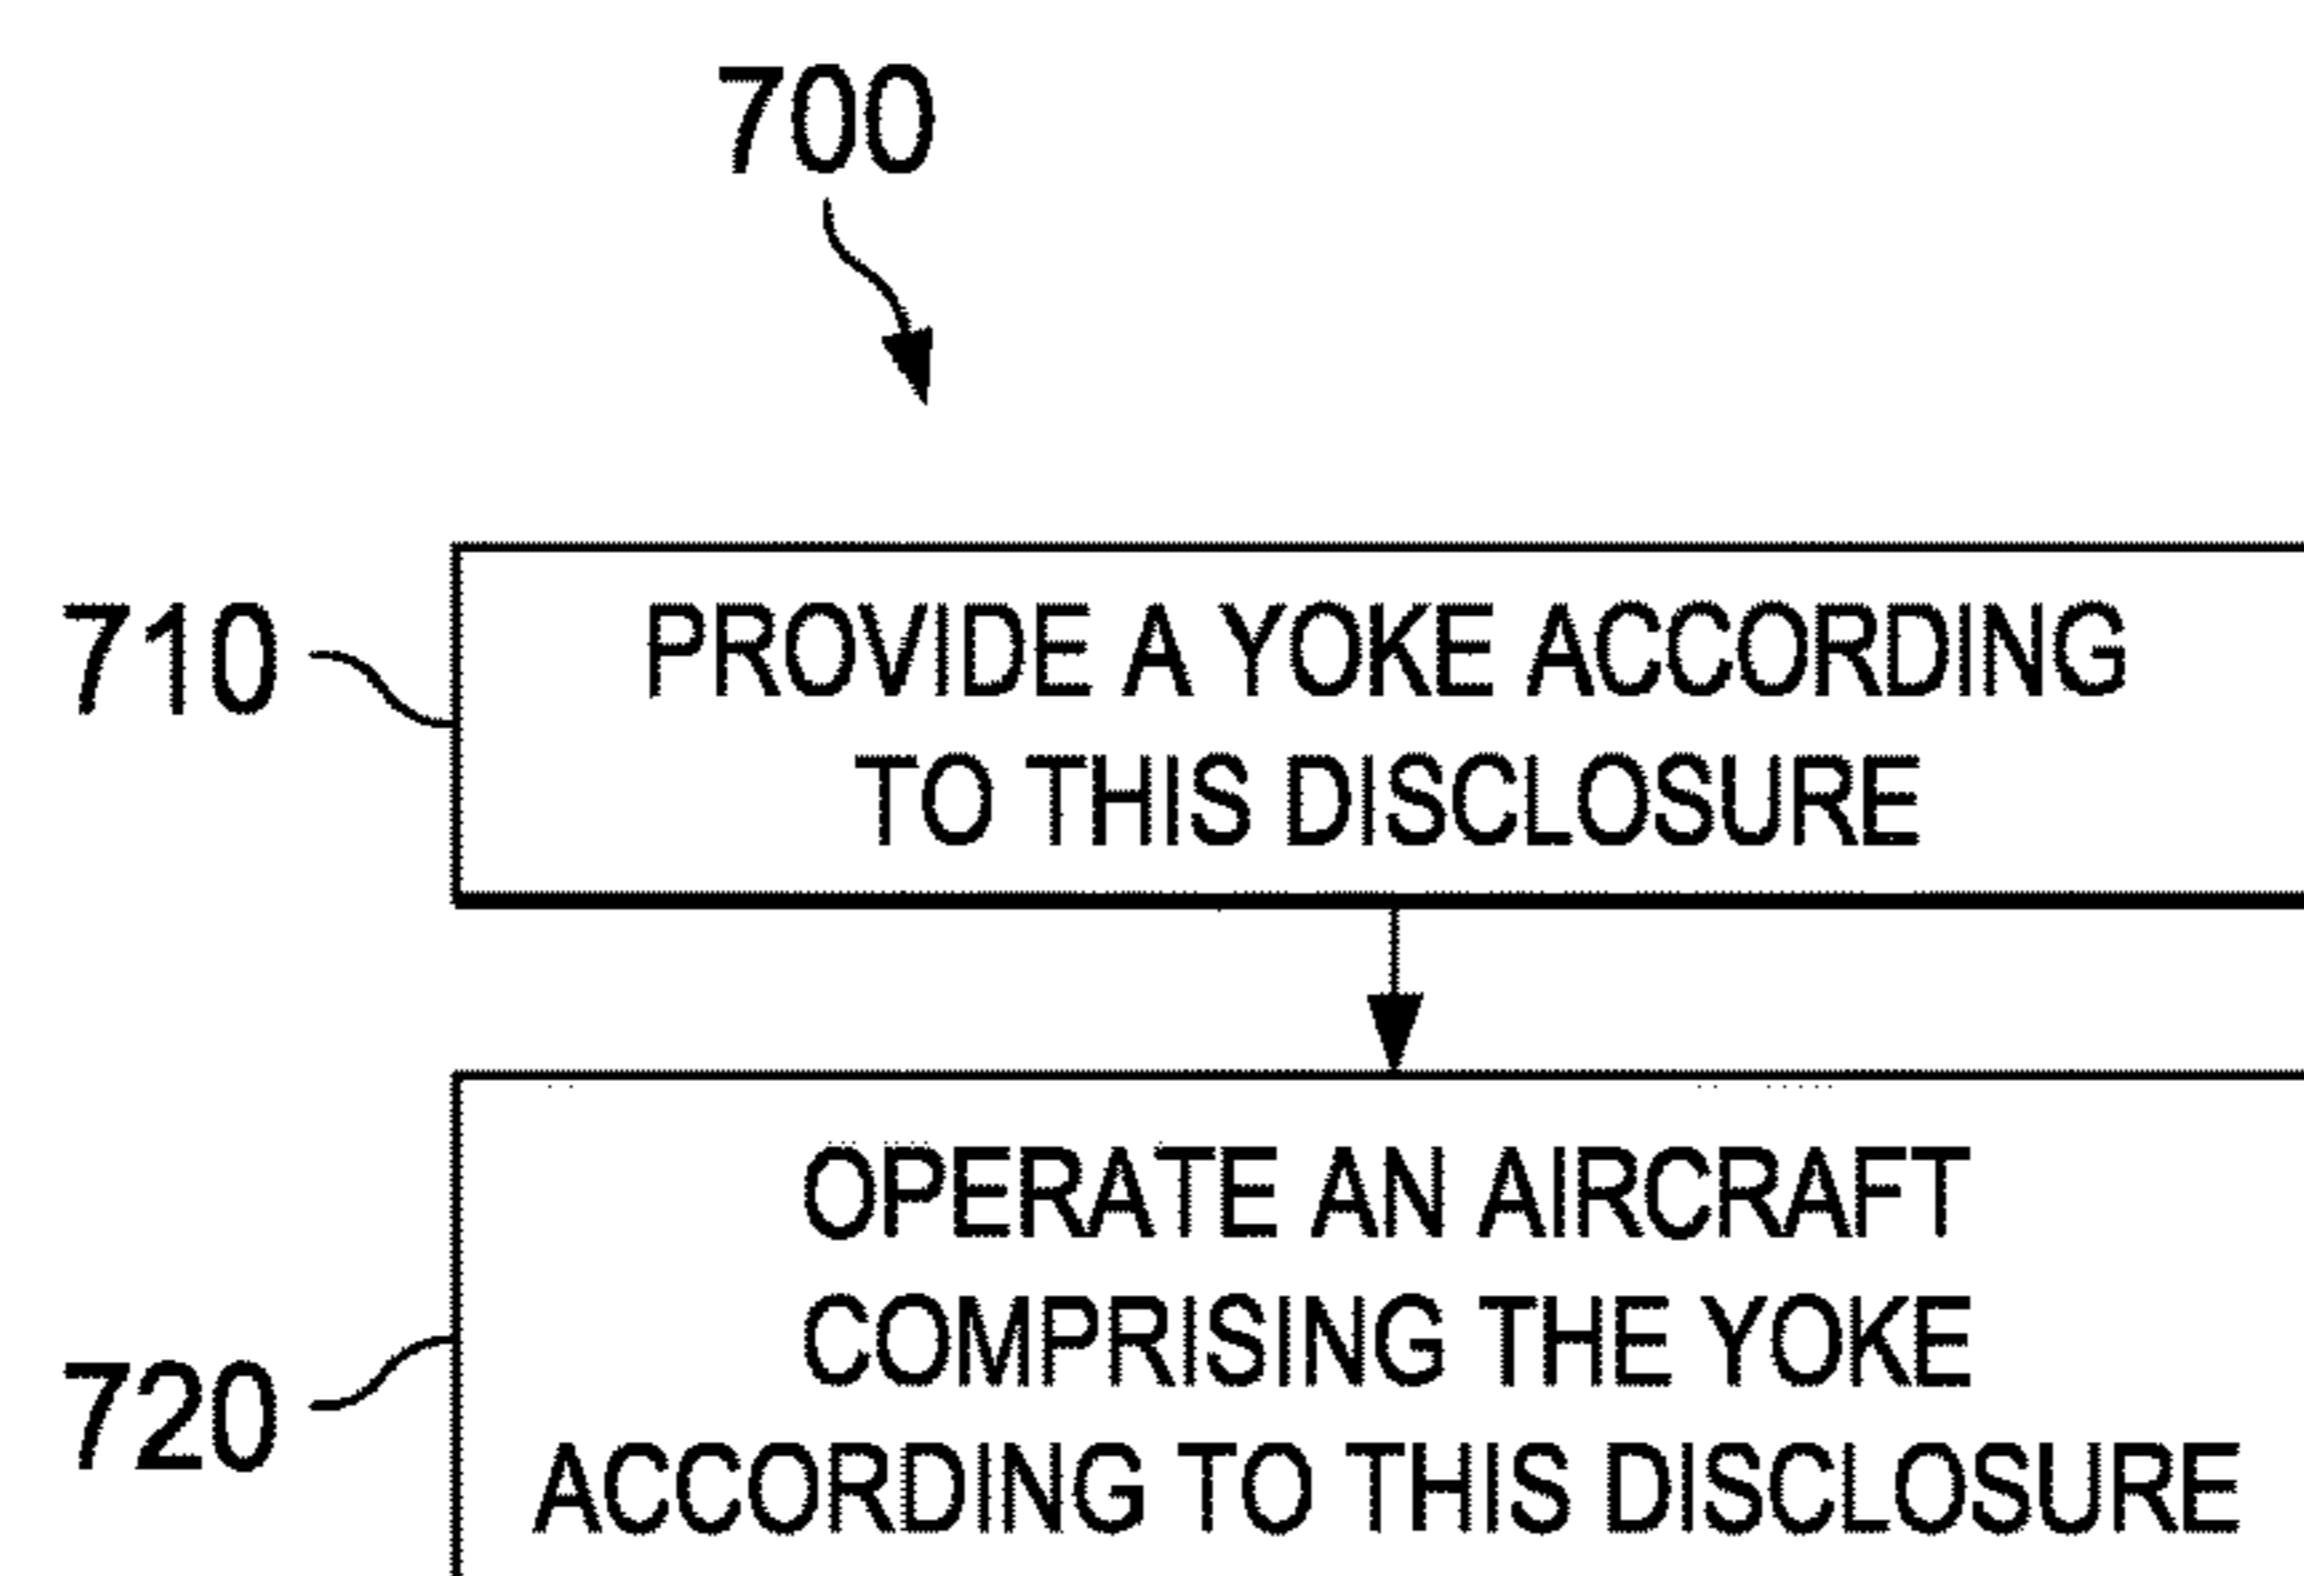 700
710
PROVIDE A YOKE ACCORDING
TO THIS DISCLOSURE
OPERATE AN AIRCRAFT
COMPRISING THE YOKE
720
ACCORDING TO THIS DISCLOSURE